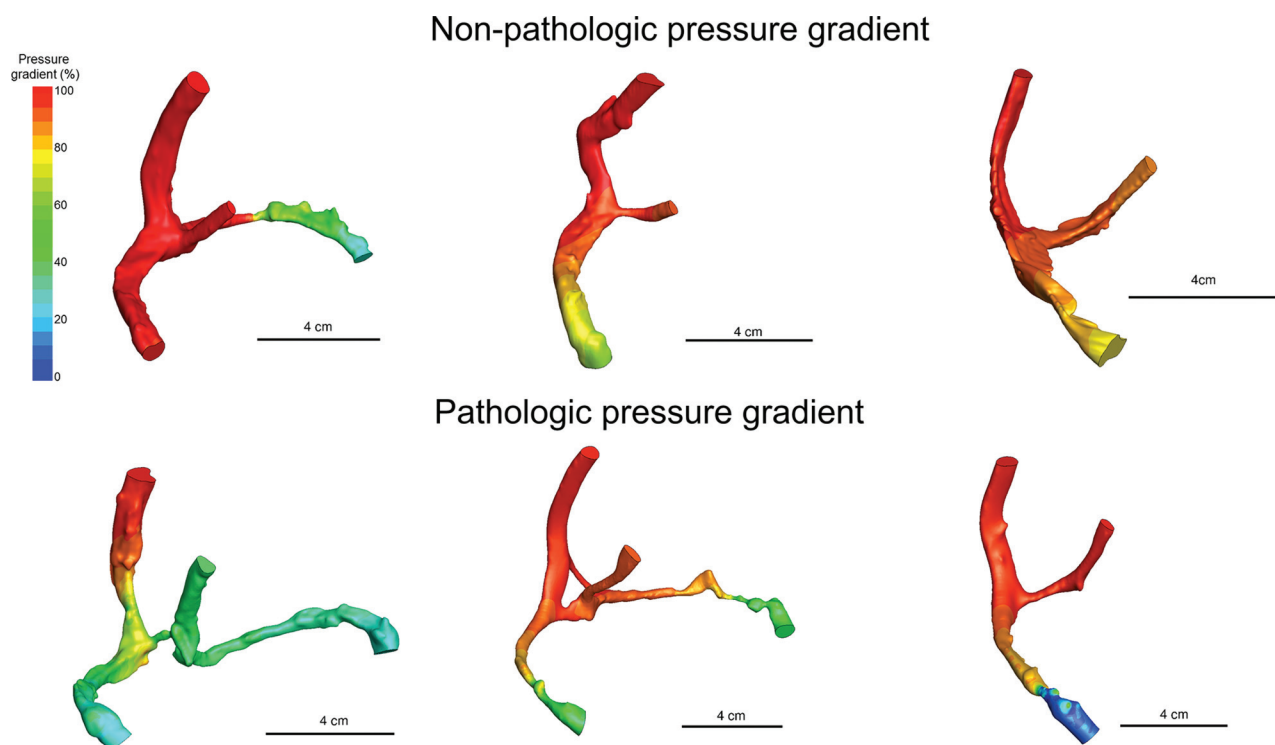 Non-pathologic pressure gradient
Pressure
gradient (%)
100
80
60
40
20
0
4 cm
4 cm
4cm
Pathologic pressure gradient
4 cm
4 cm
4 cm